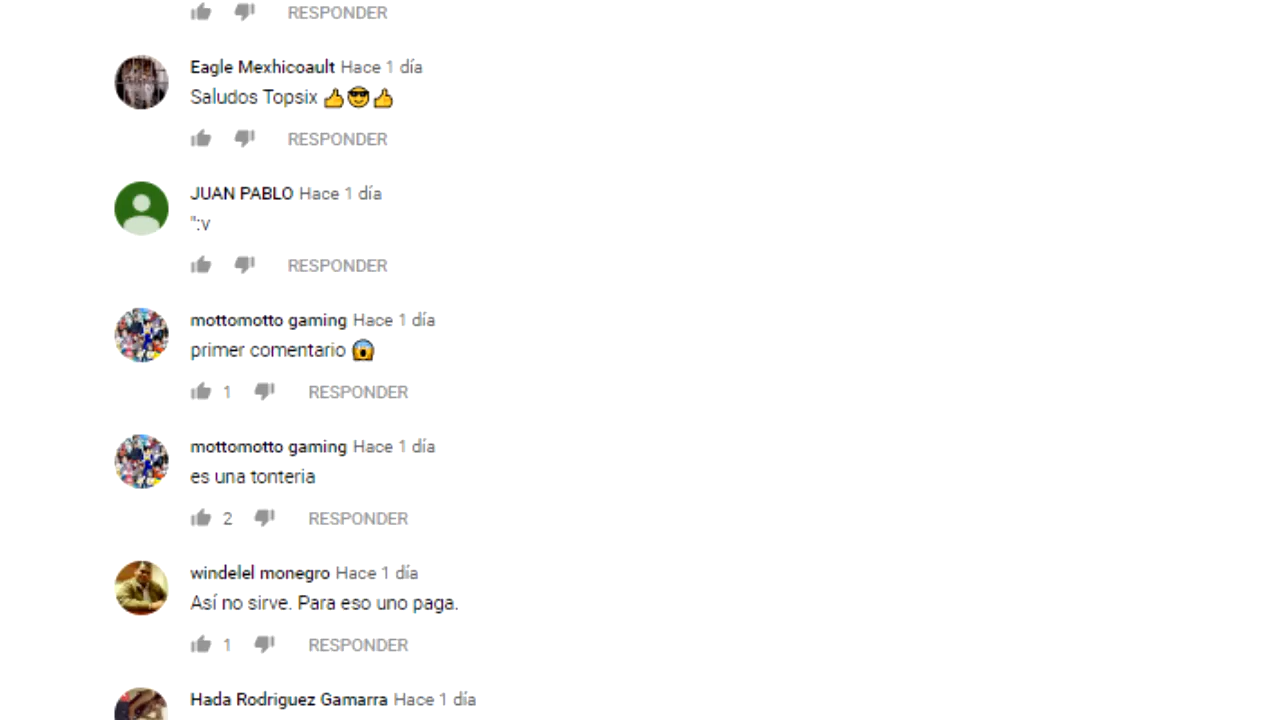 RESPONDER
Eagle Mexhicoault Hace 1 día
Saludos Topsix 👍😎👍
RESPONDER
JUAN PABLO Hace 1 día
":v
RESPONDER
mottomotto gaming Hace 1 día
primer comentario 😱
1 RESPONDER
mottomotto gaming Hace 1 día
es una tonteria
2 RESPONDER
windelel monegro Hace 1 día
Así no sirve. Para eso uno paga.
1 RESPONDER
Hada Rodriguez Gamarra Hace 1 día